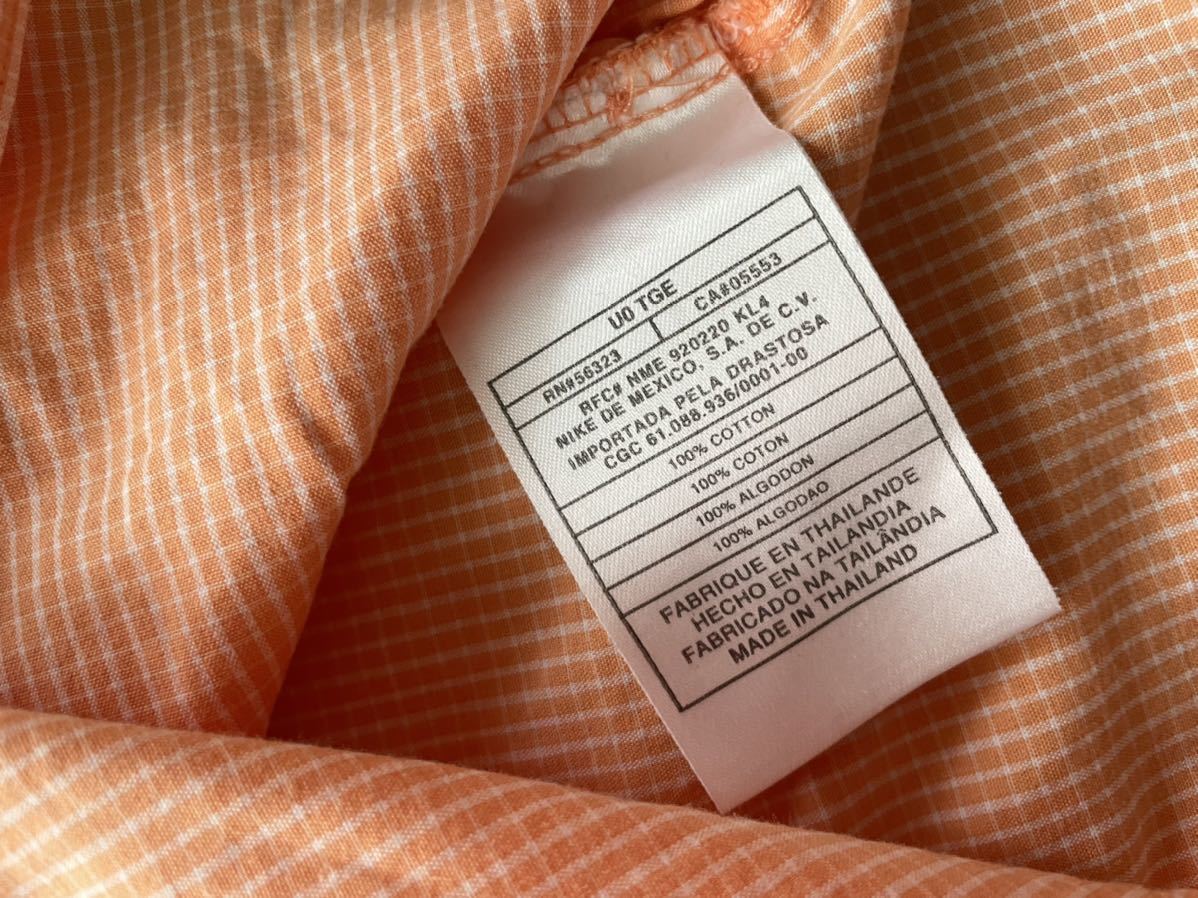 U0 TGE
RN#56323 CA#05553
RFC# NME 920220 KL4
NIKE DE MEXICO, S.A. DE C.V.
IMPORTADA PELA DRASTOSA
CGC 61.088.936/0001-00
100% COTTON
100% COTON
100% ALGODON
100% ALGODAO
FABRIQUE EN THAILANDE
HECHO EN TAILANDIA
FABRICADO NA TAILÂNDIA
MADE IN THAILAND